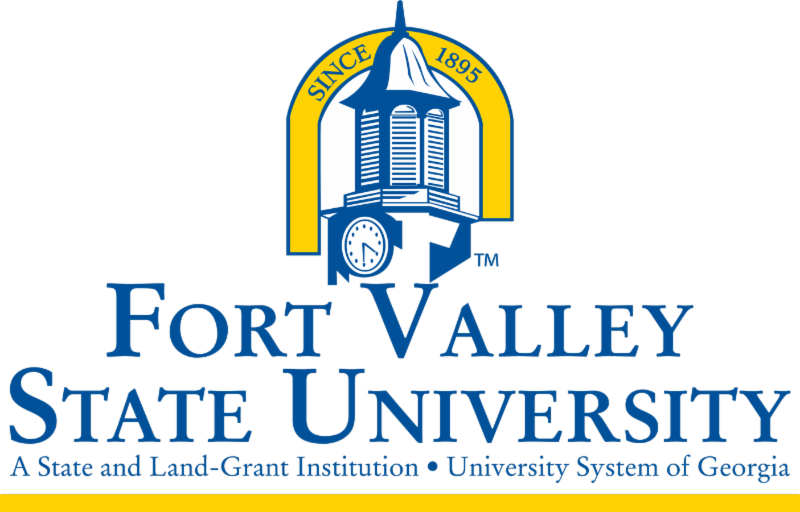 SINCE 1895
TM
FORT VALLEY
STATE UNIVERSITY
A State and Land-Grant Institution • University System of Georgia